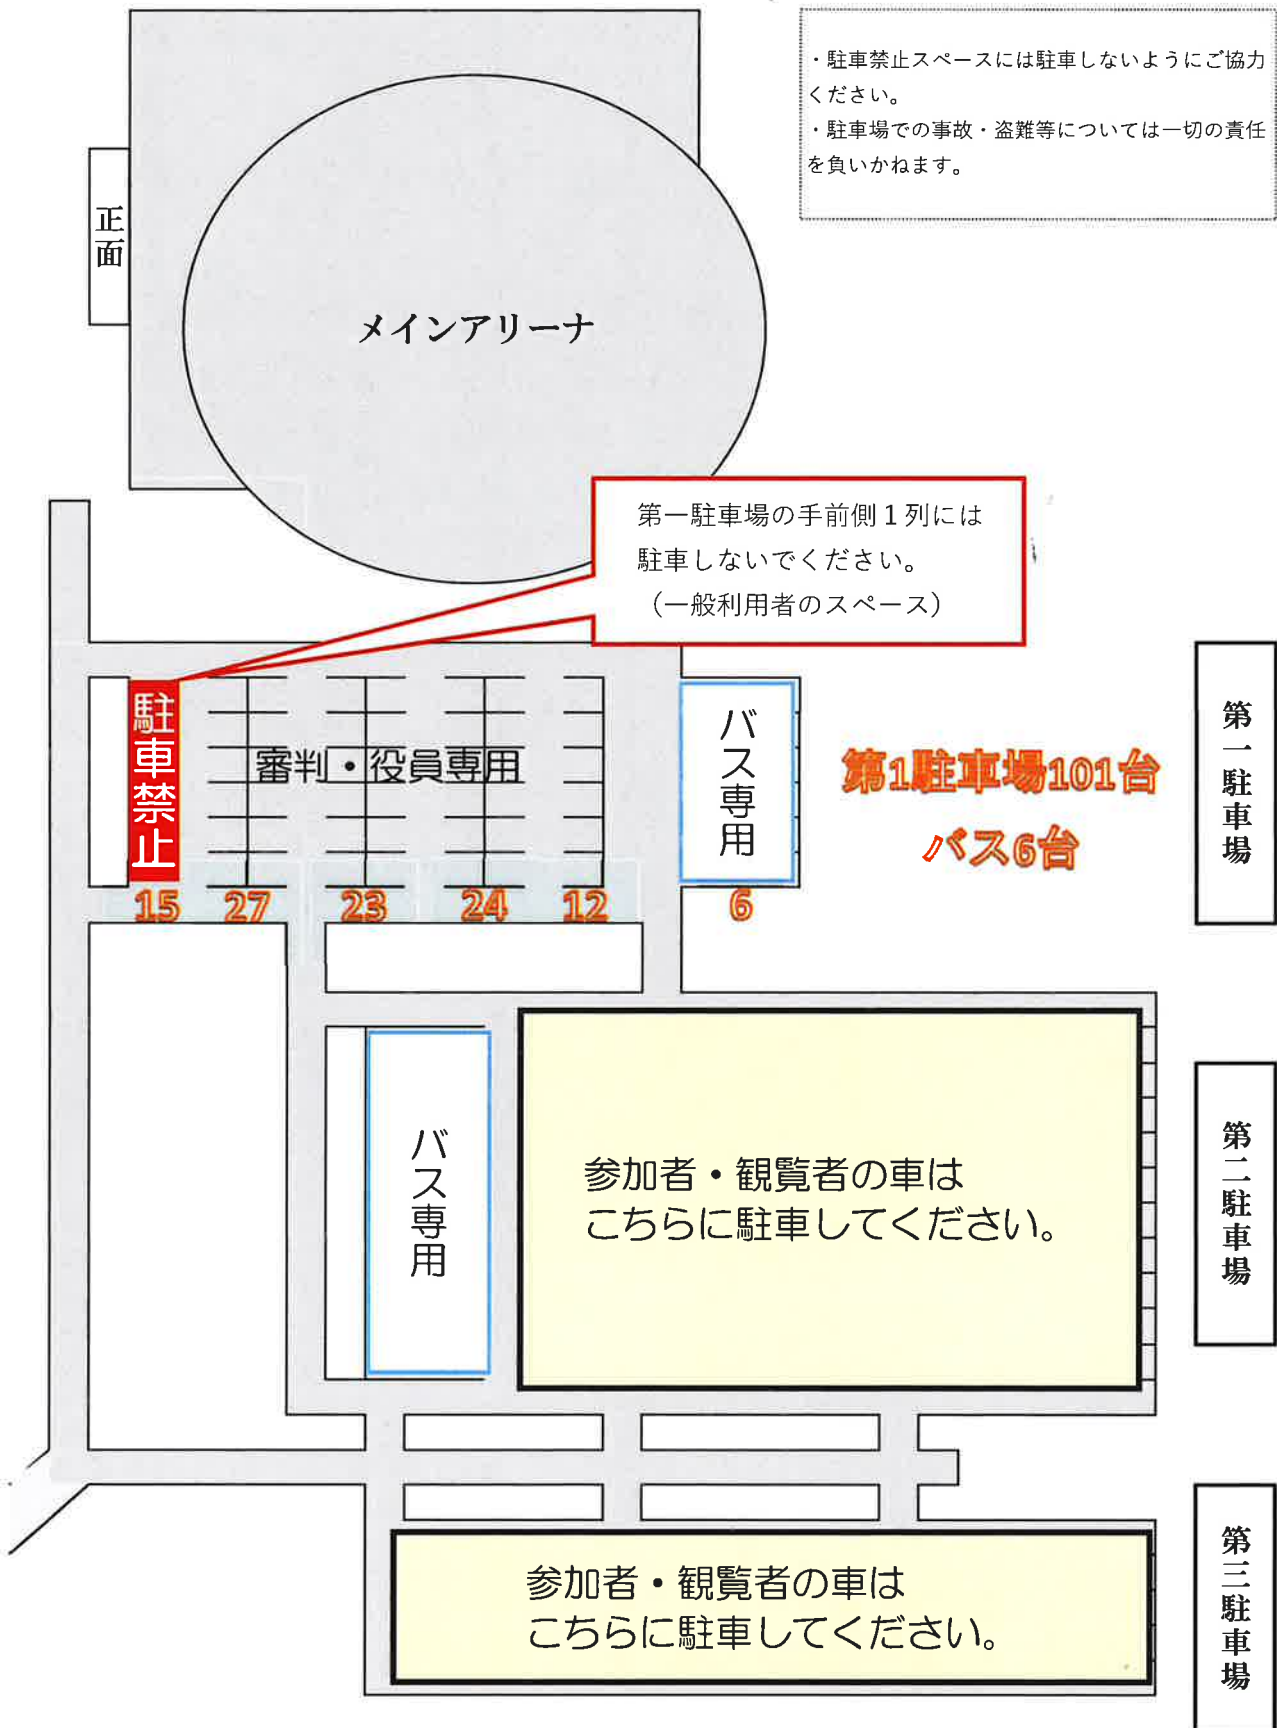 ・駐車禁止スペースには駐車しないようにご協力
ください。
・駐車場での事故・盗難等については一切の責任
を負いかねます。
正面
メインアリーナ
第一駐車場の手前側１列には
駐車しないでください。
（一般利用者のスペース）
駐車禁止
審判・役員専用
バス専用
第1駐車場101台
バス6台
第一駐車場
15
27
23
24
12
6
バス専用
参加者・観覧者の車は
こちらに駐車してください。
第二駐車場
参加者・観覧者の車は
こちらに駐車してください。
第三駐車場